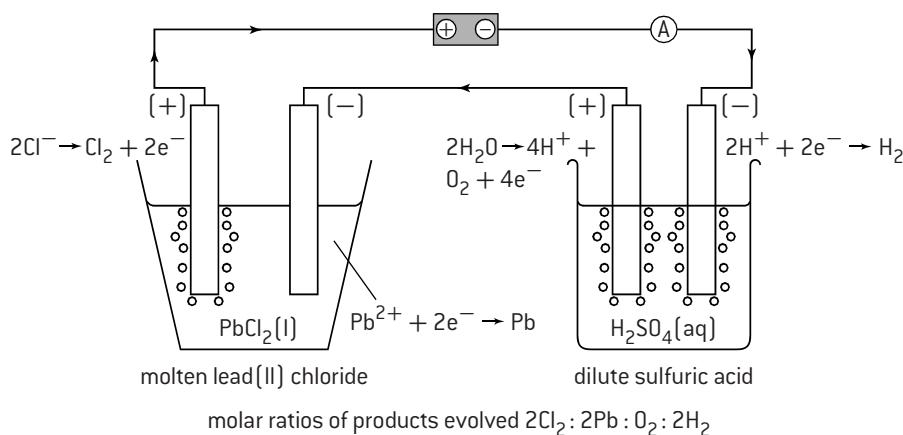 + − A
(+) (−) (+) (−)
2Cl⁻ → Cl₂ + 2e⁻
2H₂O → 4H⁺ +
O₂ + 4e⁻
2H⁺ + 2e⁻ → H₂
PbCl₂(l)
Pb²⁺ + 2e⁻ → Pb
H₂SO₄(aq)
molten lead(II) chloride
dilute sulfuric acid
molar ratios of products evolved 2Cl₂ : 2Pb : O₂ : 2H₂